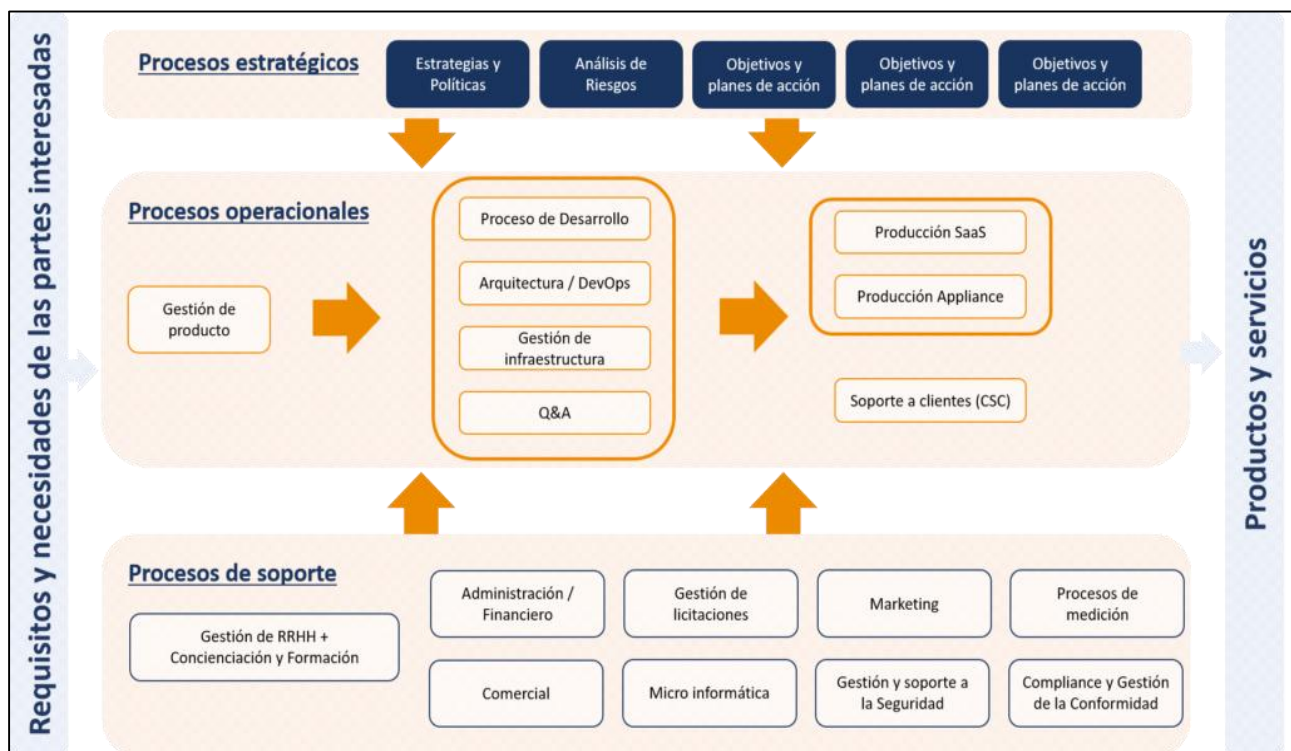 Requisitos y necesidades de las partes interesadas
Procesos estratégicos
Estrategias y
Políticas
Análisis de
Riesgos
Objetivos y
planes de acción
Objetivos y
planes de acción
Objetivos y
planes de acción
Procesos operacionales
Gestión de
producto
Proceso de Desarrollo
Arquitectura / DevOps
Gestión de
infraestructura
Q&A
Producción SaaS
Producción Appliance
Soporte a clientes (CSC)
Procesos de soporte
Gestión de RRHH +
Concienciación y Formación
Administración /
Financiero
Gestión de
licitaciones
Marketing
Procesos de
medición
Comercial
Micro informática
Gestión y soporte a
la Seguridad
Compliance y Gestión
de la Conformidad
Productos y servicios